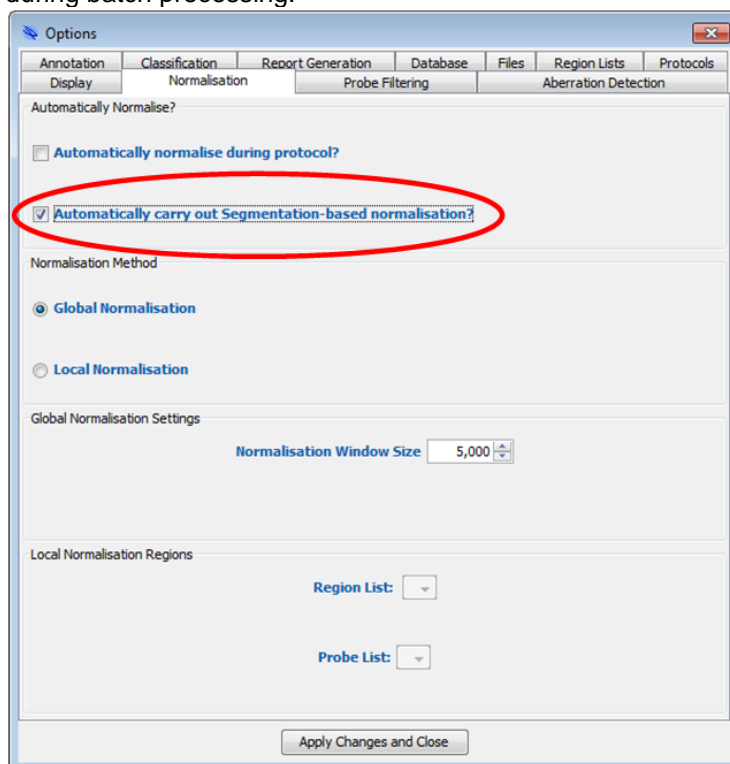 during batch processing.
Options
Annotation Classification Report Generation Database Files Region Lists Protocols
Display Normalisation Probe Filtering Aberration Detection
Automatically Normalise?
Automatically normalise during protocol?
Automatically carry out Segmentation-based normalisation?
Normalisation Method
Global Normalisation
Local Normalisation
Global Normalisation Settings
Normalisation Window Size 5,000
Local Normalisation Regions
Region List:
Probe List:
Apply Changes and Close